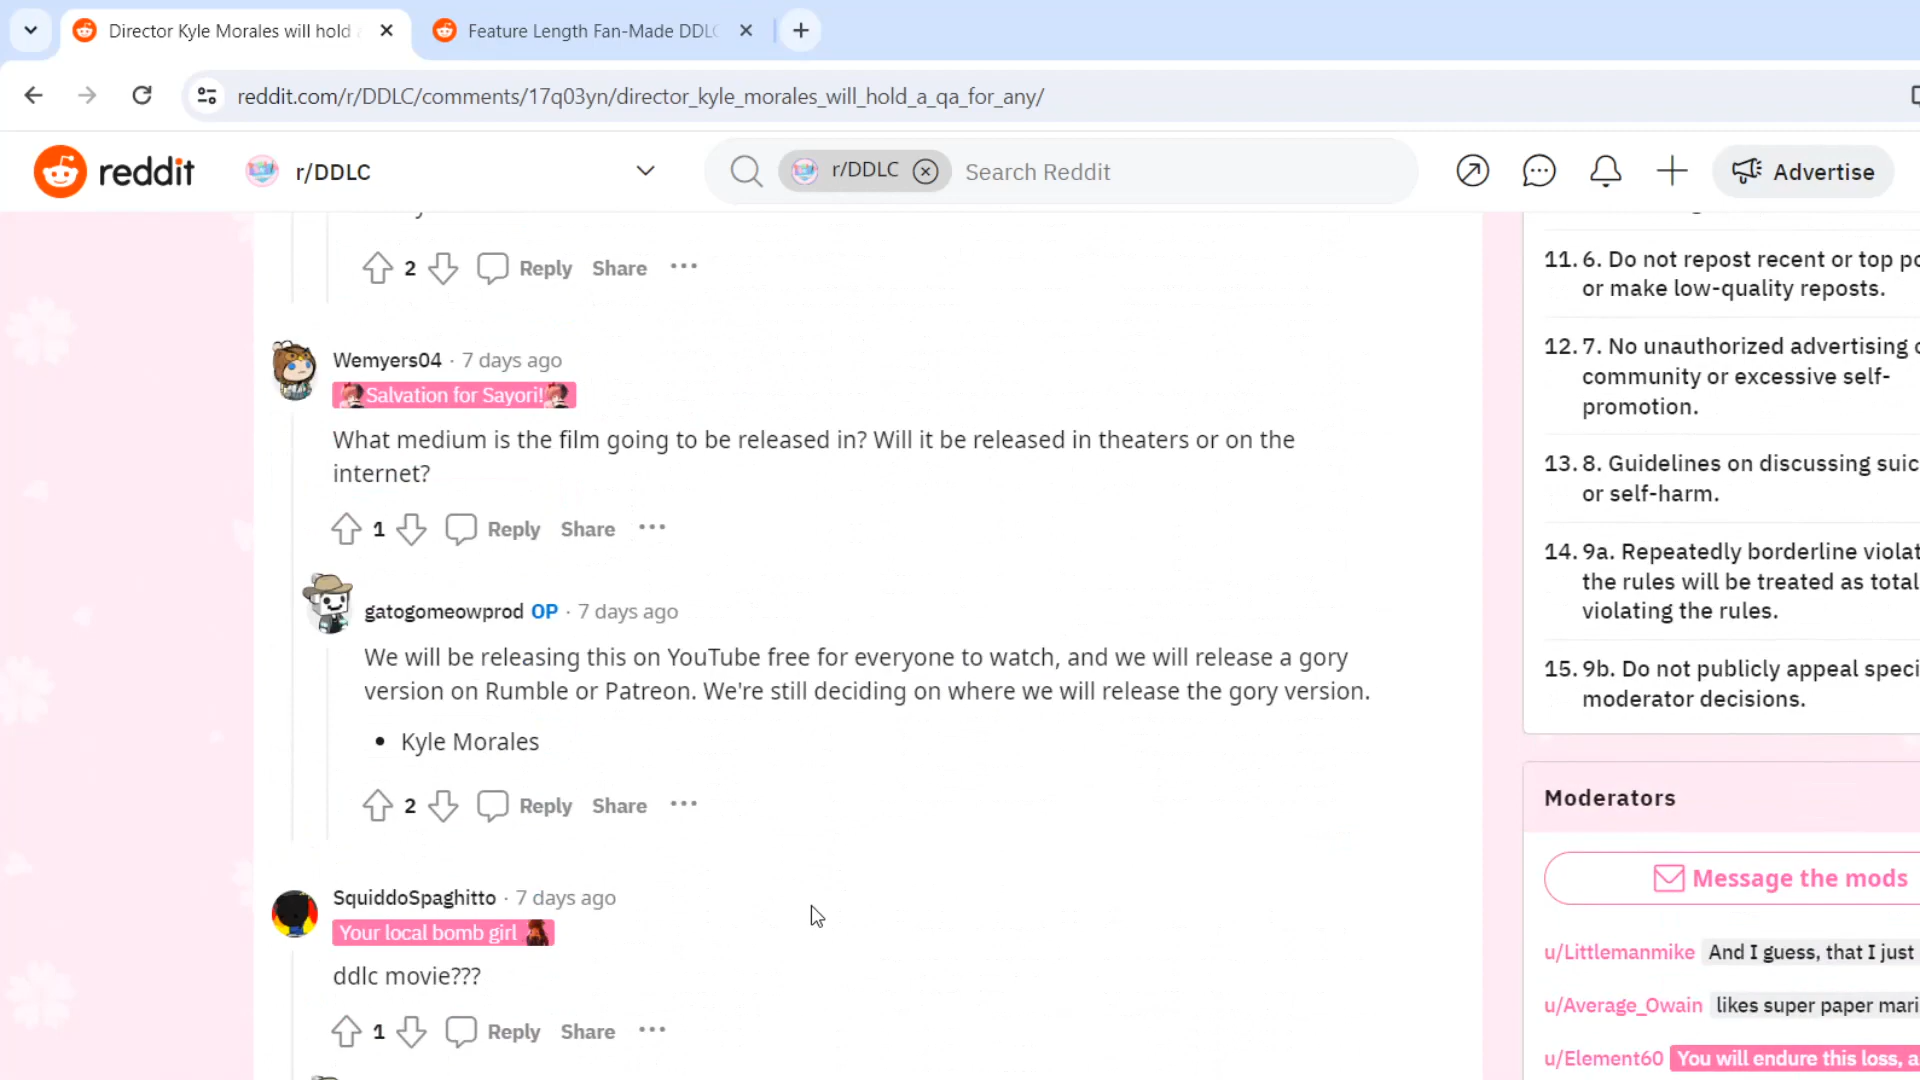 Director Kyle Morales will hold
Feature Length Fan-Made DDLC
reddit.com/r/DDLC/comments/17q03yn/director_kyle_morales_will_hold_a_qa_for_any/
reddit
r/DDLC
r/DDLC
Search Reddit
Advertise
2
Reply
Share
Wemyers04 · 7 days ago
Salvation for Sayori!
What medium is the film going to be released in? Will it be released in theaters or on the
internet?
1
Reply
Share
gatogomeowprod OP · 7 days ago
We will be releasing this on YouTube free for everyone to watch, and we will release a gory
version on Rumble or Patreon. We're still deciding on where we will release the gory version.
• Kyle Morales
2
Reply
Share
SquiddoSpaghitto · 7 days ago
Your local bomb girl
ddlc movie???
1
Reply
Share
11. 6. Do not repost recent or top po
or make low-quality reposts.
12. 7. No unauthorized advertising
community or excessive self-
promotion.
13. 8. Guidelines on discussing suic
or self-harm.
14. 9a. Repeatedly borderline violat
the rules will be treated as total
violating the rules.
15. 9b. Do not publicly appeal speci
moderator decisions.
Moderators
Message the mods
u/Littlemanmike And I guess, that I just
u/Average_Owain likes super paper mari
u/Element60 You will endure this loss, a